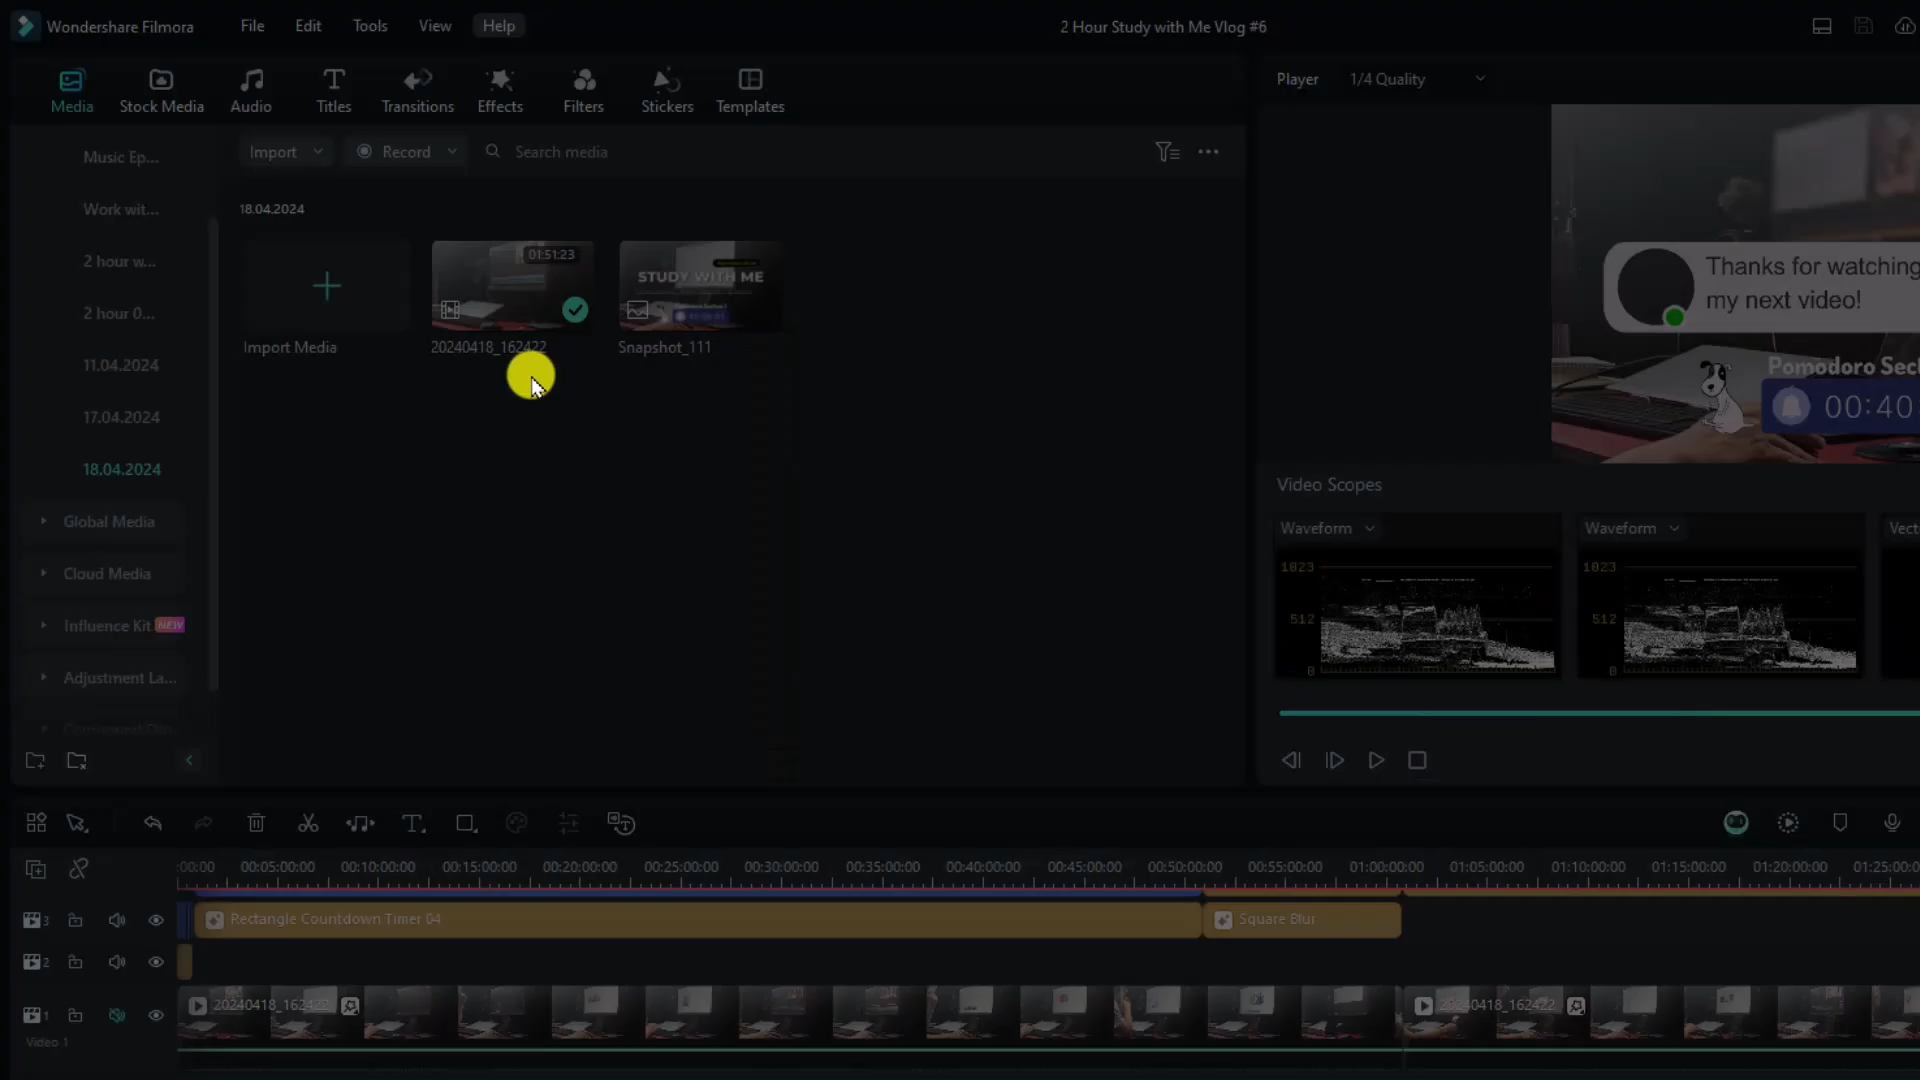 Wondershare Filmora
File Edit Tools View Help
2 Hour Study with Me Vlog #6
Media Stock Media Audio Titles Transitions Effects Filters Stickers Templates
Player 1/4 Quality
Music Ep...
Work wit...
2 hour w...
2 hour 0...
11.04.2024
17.04.2024
18.04.2024
Global Media
Cloud Media
Influence Kit NEW
Adjustment La...
Import Record Search media
18.04.2024
01:51:23
STUDY WITH ME
Import Media 20240418_162422 Snapshot_111
Thanks for watching
my next video!
Pomodoro Sect
00:40
Video Scopes
Waveform Waveform Vect
1023 1023
512 512
0 0
:00:00 00:05:00:00 00:10:00:00 00:15:00:00 00:20:00:00 00:25:00:00 00:30:00:00 00:35:00:00 00:40:00:00 00:45:00:00 00:50:00:00 00:55:00:00 01:00:00:00 01:05:00:00 01:10:00:00 01:15:00:00 01:20:00:00 01:25:00
3 Rectangle Countdown Timer 04 Square Blur
2
1 20240418_162422 20240418_162422
Video 1